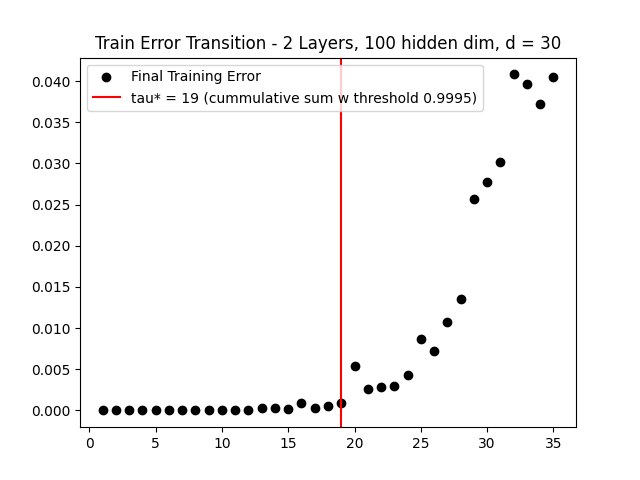 Train Error Transition - 2 Layers, 100 hidden dim, d = 30
Final Training Error
tau* = 19 (cummulative sum w threshold 0.9995)
0.040
0.035
0.030
0.025
0.020
0.015
0.010
0.005
0.000
0 5 10 15 20 25 30 35